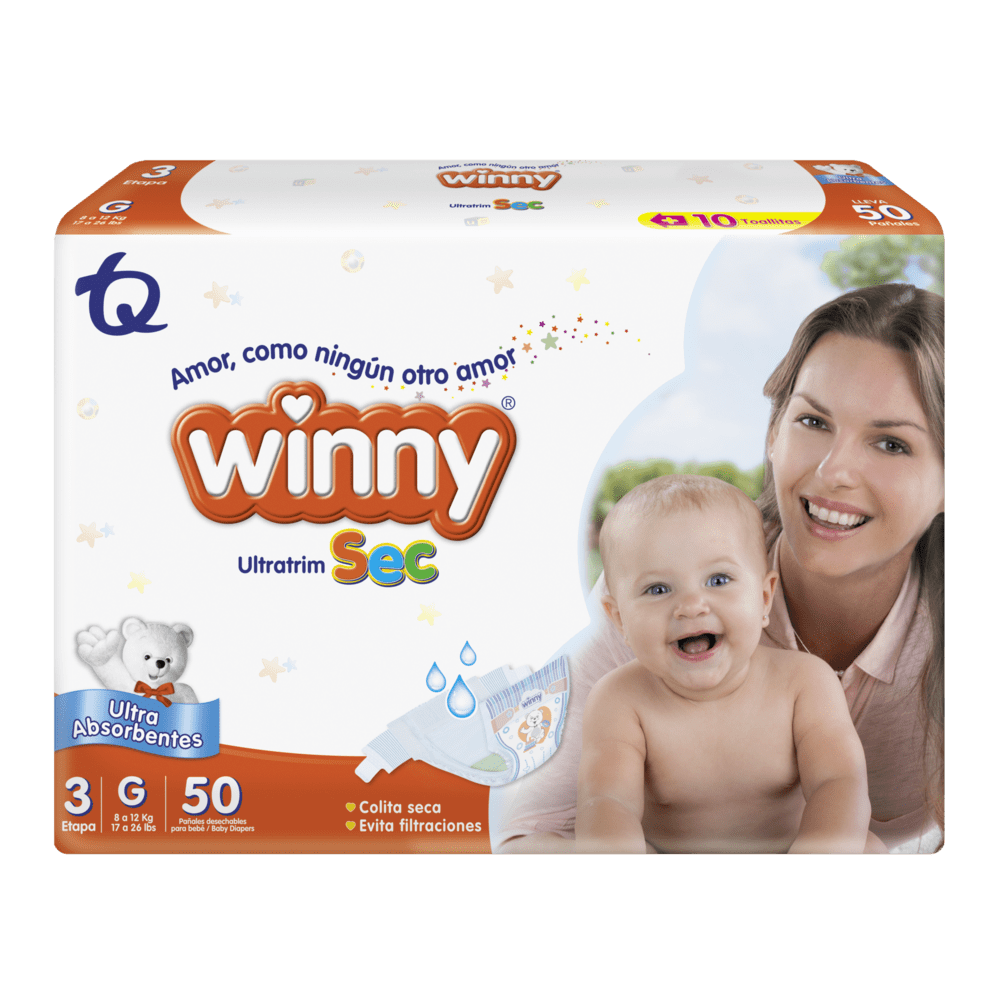 3
Etapa
G
8 a 12 Kg
17 a 26 lbs
Amor, como ningún otro amor
winny
Ultratrim Sec
10 Toallitas
LLEVA
50
Pañales
TQ
Amor, como ningún otro amor
winny®
Ultratrim Sec
Ultra
Absorbentes
winny
3
Etapa
G
8 a 12 Kg
17 a 26 lbs
50
Pañales desechables
para bebé / Baby Diapers
Colita seca
Evita filtraciones